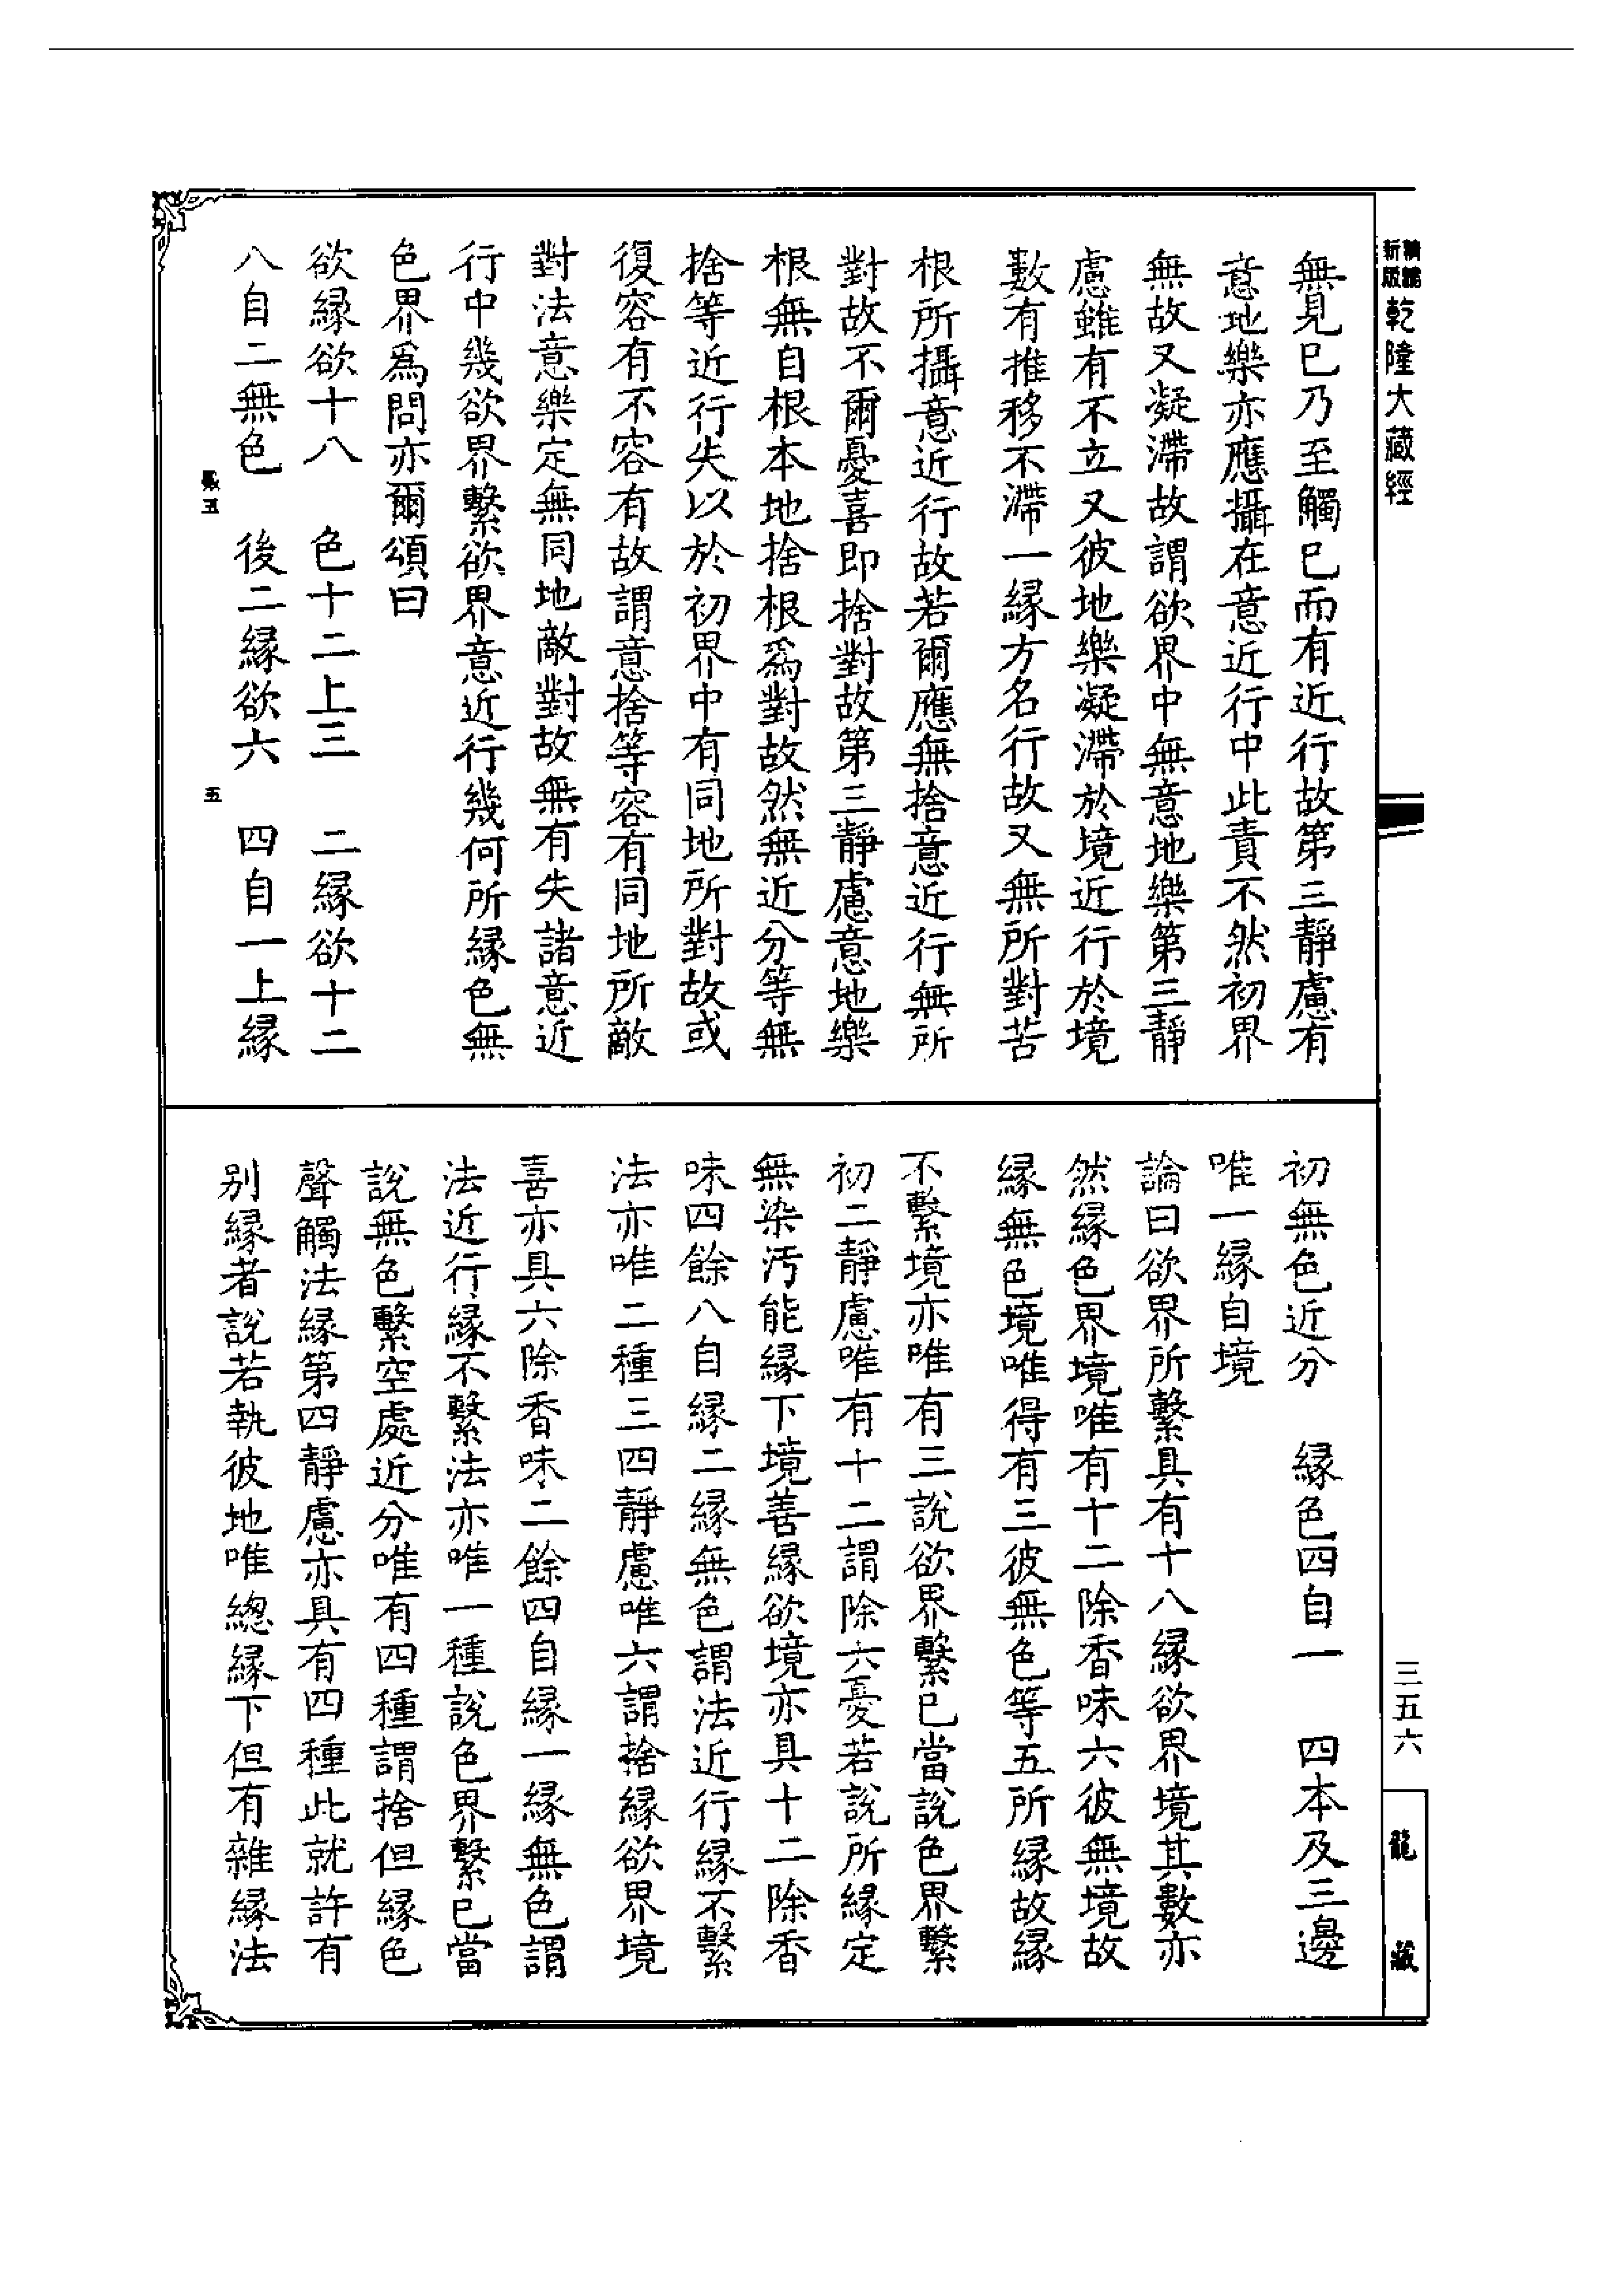 乾隆大藏經
無見已乃至觸已而有近行故第三靜慮有
意地樂亦應攝在意近行中此責不然初界
無故又凝滯故謂欲界中無意地樂第三靜
慮雖有不立又彼地樂凝滯於境近行於境
數有推移不滯一緣方名行故又無所對苦
根所攝意近行故若爾應無捨意近行無所
對故不爾憂喜即捨對故第三靜慮意地樂
根無自根本地捨根爲對故然無近分等無
捨等近行失以於初界中有同地所對故或
復容有不容有故謂意捨等容有同地所敵
對法意樂定無同地敵對故無有失諸意近
行中幾欲界繫欲界意近行幾何所緣色無
色界爲問亦爾頌曰
欲緣欲十八　色十二上三　二緣欲十二
八自二無色　後二緣欲六　四自一上緣
五
初無色近分　緣色四自一　四本及三邊
唯一緣自境
論曰欲界所繫具有十八緣欲界境其數亦
然緣色界境唯有十二除香味六彼無境故
緣無色境唯得有三彼無色等五所緣故緣
不繫境亦唯有三說欲界繫已當說色界繫
初二靜慮唯有十二謂除六憂若說所緣定
無染汚能緣下境善緣欲境亦具十二除香
味四餘八自緣二緣無色謂法近行緣不繫
法亦唯二種三四靜慮唯六謂捨緣欲界境
喜亦具六除香味二餘四自緣一緣無色謂
法近行緣不繫法亦唯一種說色界繫已當
說無色繫空處近分唯有四種謂捨但緣色
聲觸法緣第四靜慮亦具有四種此就許有
別緣者說若執彼地唯總緣下但有雜緣法
三五六
龍藏